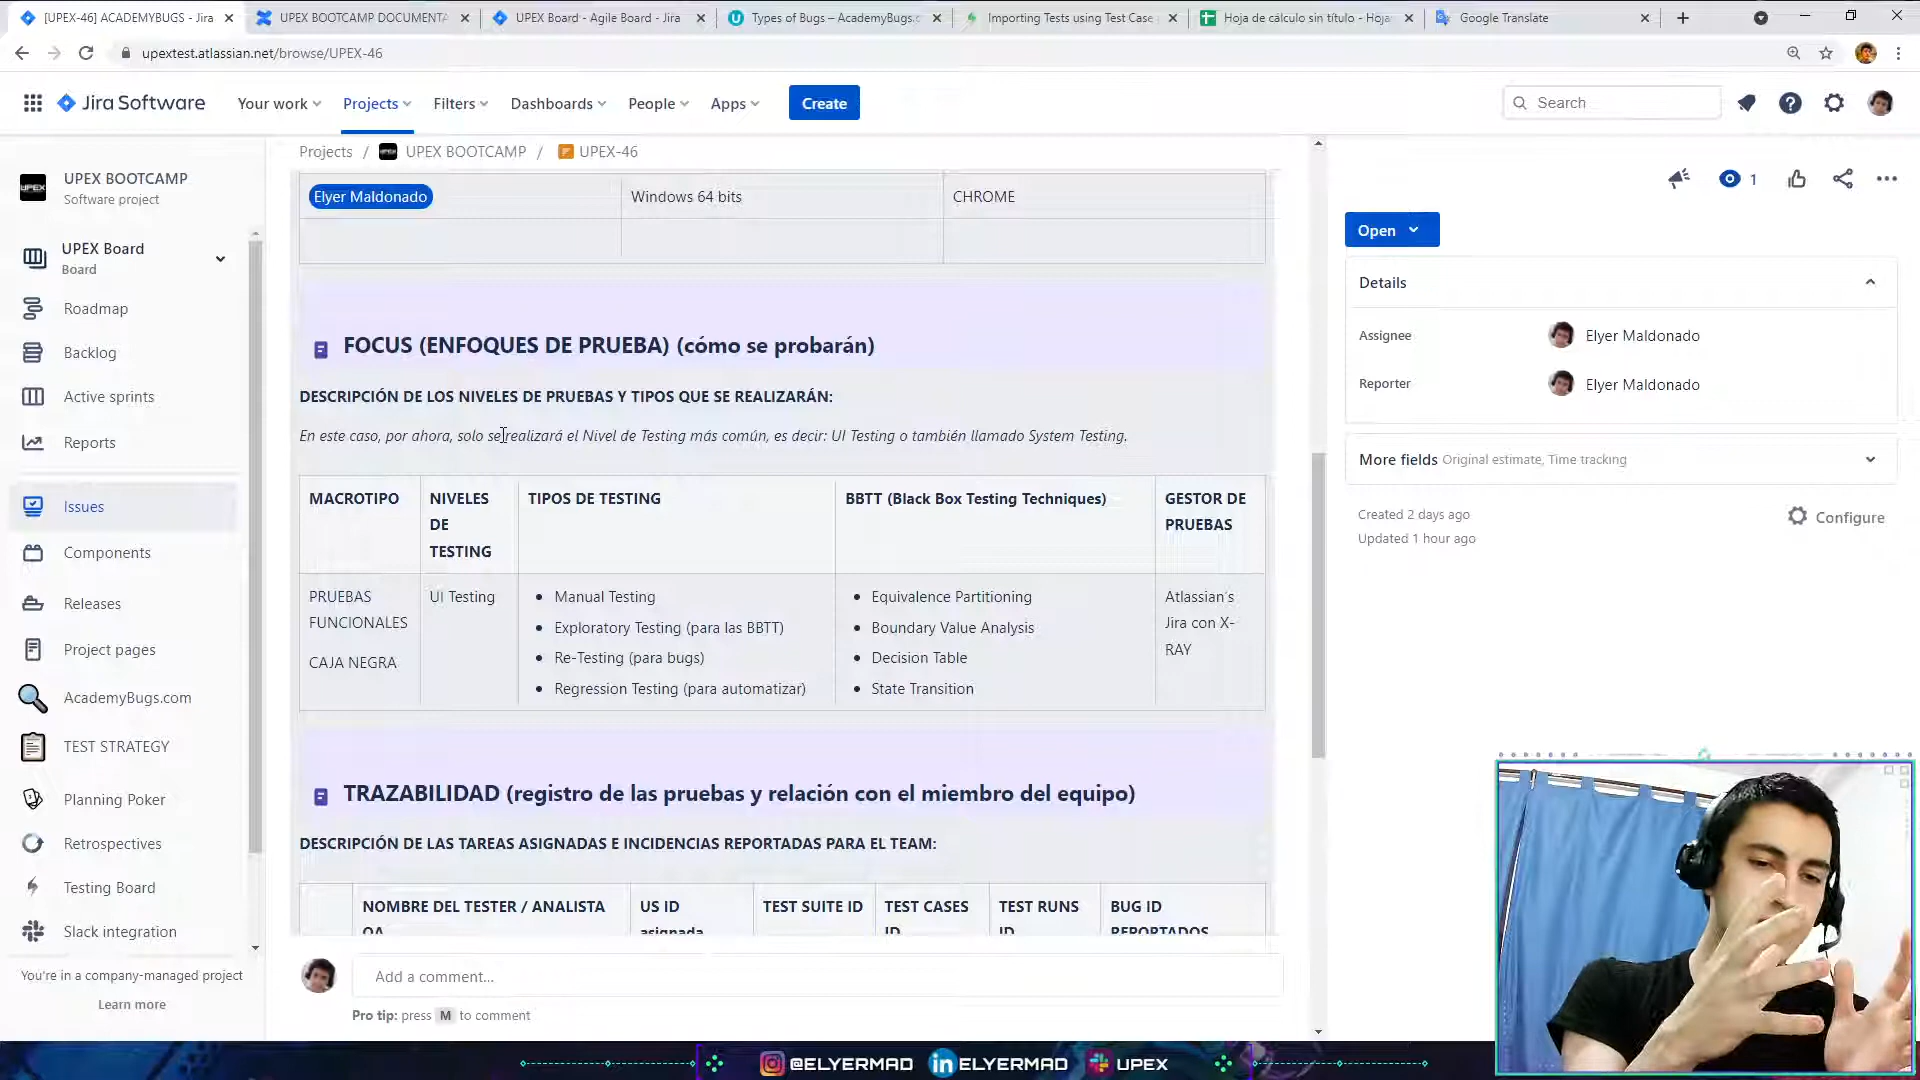 [UPEX-46] ACADEMYBUGS - Jira
UPEX BOOTCAMP DOCUMENTA
UPEX Board - Agile Board - Jira
Types of Bugs – AcademyBugs.c
Importing Tests using Test Case
Hoja de cálculo sin título - Hoja
Google Translate
upextest.atlassian.net/browse/UPEX-46
Jira Software
Your work
Projects
Filters
Dashboards
People
Apps
Create
Search
UPEX BOOTCAMP
Software project
UPEX Board
Board
Roadmap
Backlog
Active sprints
Reports
Issues
Components
Releases
Project pages
AcademyBugs.com
TEST STRATEGY
Planning Poker
Retrospectives
Testing Board
Slack integration
You're in a company-managed project
Learn more
Projects / UPEX BOOTCAMP / UPEX-46
Elyer Maldonado
Windows 64 bits
CHROME
FOCUS (ENFOQUES DE PRUEBA) (cómo se probarán)
DESCRIPCIÓN DE LOS NIVELES DE PRUEBAS Y TIPOS QUE SE REALIZARÁN:
En este caso, por ahora, solo se realizará el Nivel de Testing más común, es decir: UI Testing o también llamado System Testing.
MACROTIPO
NIVELES
DE
TESTING
TIPOS DE TESTING
BBTT (Black Box Testing Techniques)
GESTOR DE
PRUEBAS
PRUEBAS
FUNCIONALES
CAJA NEGRA
UI Testing
• Manual Testing
• Exploratory Testing (para las BBTT)
• Re-Testing (para bugs)
• Regression Testing (para automatizar)
• Equivalence Partitioning
• Boundary Value Analysis
• Decision Table
• State Transition
Atlassian´s
Jira con X-
RAY
TRAZABILIDAD (registro de las pruebas y relación con el miembro del equipo)
DESCRIPCIÓN DE LAS TAREAS ASIGNADAS E INCIDENCIAS REPORTADAS PARA EL TEAM:
NOMBRE DEL TESTER / ANALISTA
QA
US ID
asignada
TEST SUITE ID
TEST CASES
ID
TEST RUNS
ID
BUG ID
REPORTADOS
Add a comment...
Pro tip: press M to comment
1
Open
Details
Assignee
Elyer Maldonado
Reporter
Elyer Maldonado
More fields Original estimate, Time tracking
Created 2 days ago
Updated 1 hour ago
Configure
@ELYERMAD
ELYERMAD
UPEX